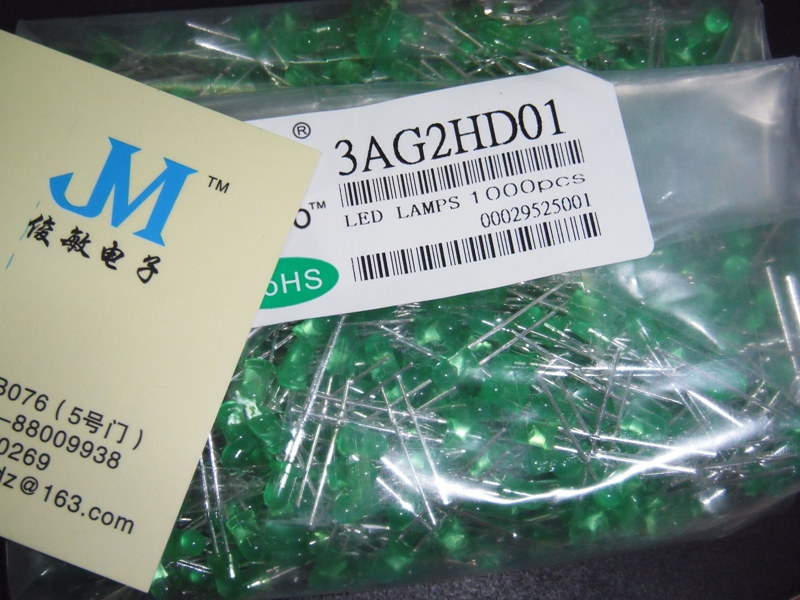 JM™
俊敏电子
3076（5号门）
-88009938
0269
dz@163.com
®
3AG2HD01
O™
LED LAMPS 1000pcs
00029525001
oHS